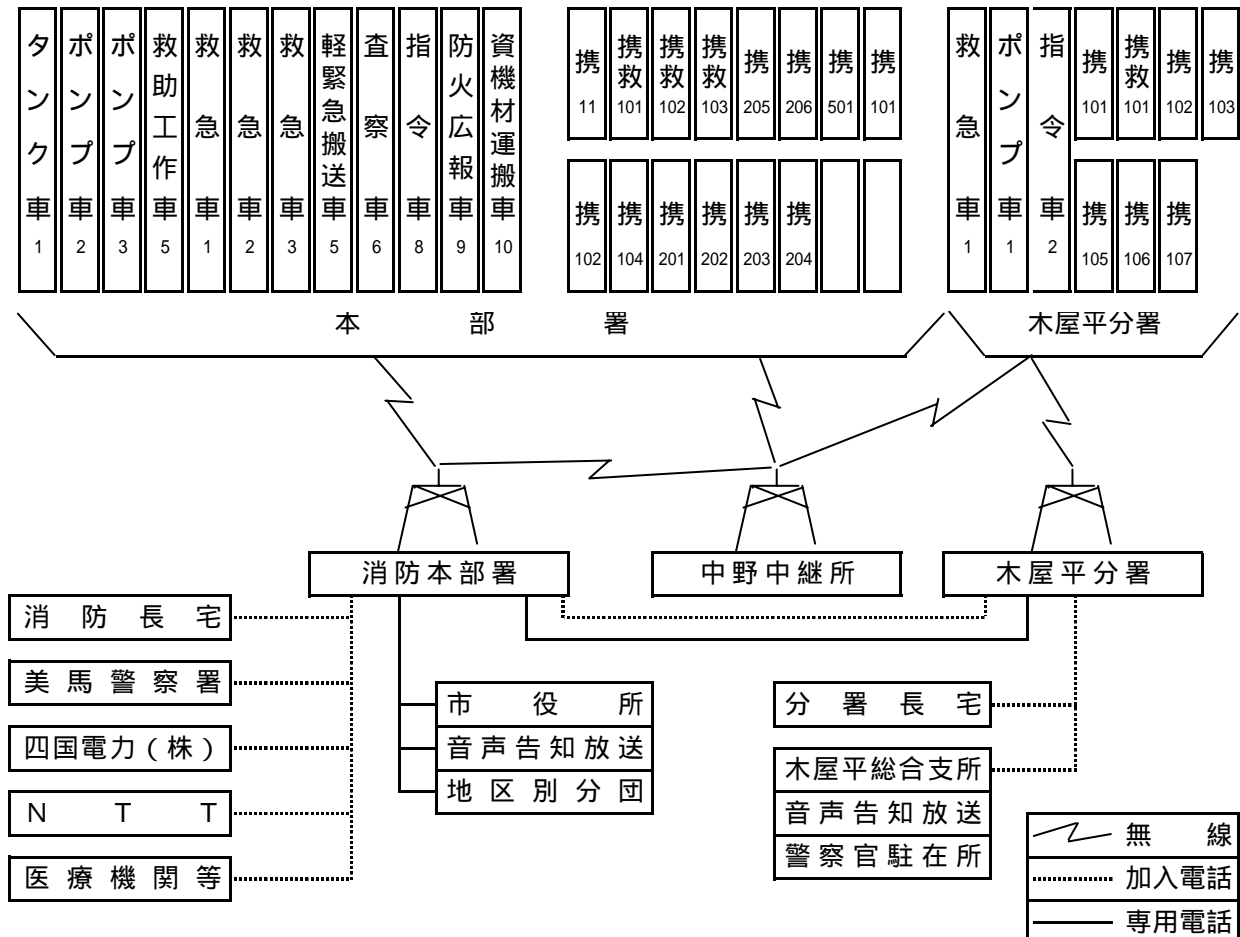 タンク車1
ポンプ車2
ポンプ車3
救助工作車5
救急車1
救急車2
救急車3
軽緊急搬送車5
査察車6
指令車8
防火広報車9
資機材運搬車10
携11
携救101
携救102
携救103
携205
携206
携501
携101
携102
携104
携201
携202
携203
携204
救急車1
ポンプ車1
指令車2
携101
携救101
携102
携103
携105
携106
携107
本部署
木屋平分署
消防本部署
中野中継所
木屋平分署
消防長宅
美馬警察署
四国電力(株)
NTT
医療機関等
市役所
音声告知放送
地区別分団
分署長宅
木屋平総合支所
音声告知放送
警察官駐在所
無線
加入電話
専用電話